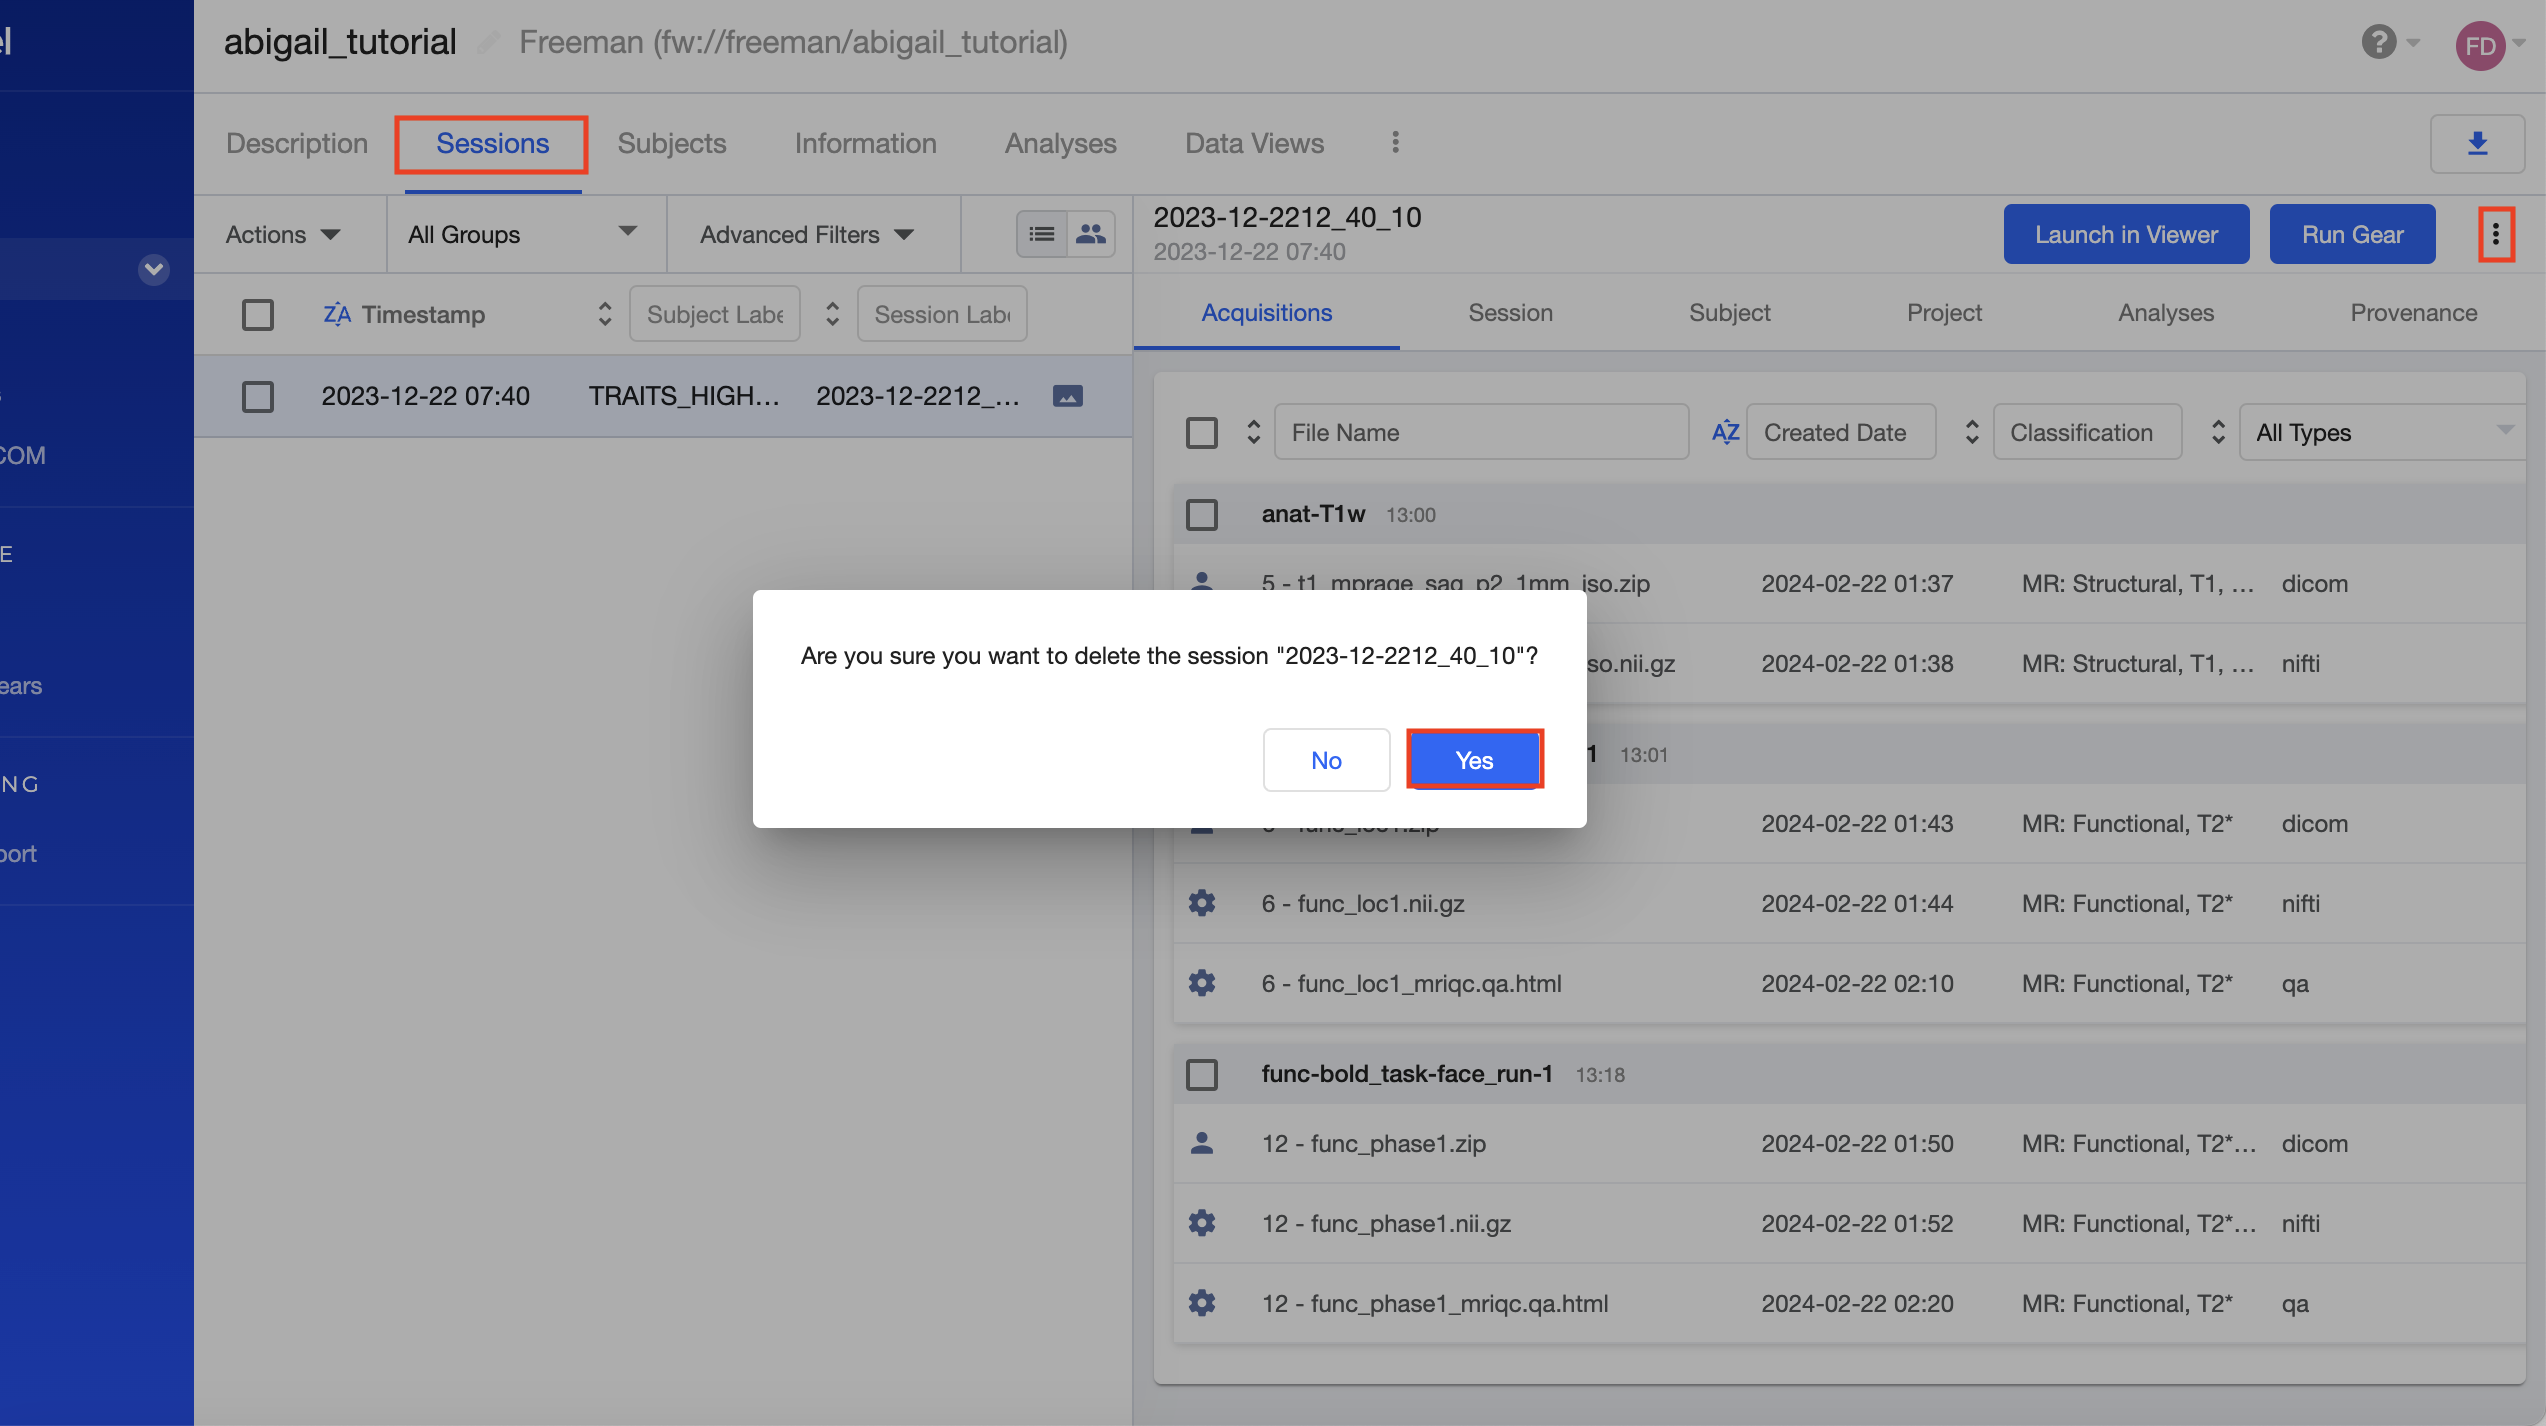 el
abigail_tutorial Freeman (fw://freeman/abigail_tutorial)
? FD
Description Sessions Subjects Information Analyses Data Views
Actions All Groups Advanced Filters
2023-12-2212_40_10
2023-12-22 07:40
Launch in Viewer Run Gear
ZA Timestamp Subject Labe Session Labe
Acquisitions Session Subject Project Analyses Provenance
2023-12-22 07:40 TRAITS_HIGH... 2023-12-2212_...
File Name AZ Created Date Classification All Types
COM
E
ears
NG
port
anat-T1w 13:00
5 - t1_mprage_sag_p2_1mm_iso.zip 2024-02-22 01:37 MR: Structural, T1, ... dicom
so.nii.gz 2024-02-22 01:38 MR: Structural, T1, ... nifti
Are you sure you want to delete the session "2023-12-2212_40_10"?
No Yes
1 13:01
6 - func_loc1.zip 2024-02-22 01:43 MR: Functional, T2* dicom
6 - func_loc1.nii.gz 2024-02-22 01:44 MR: Functional, T2* nifti
6 - func_loc1_mriqc.qa.html 2024-02-22 02:10 MR: Functional, T2* qa
func-bold_task-face_run-1 13:18
12 - func_phase1.zip 2024-02-22 01:50 MR: Functional, T2*... dicom
12 - func_phase1.nii.gz 2024-02-22 01:52 MR: Functional, T2*... nifti
12 - func_phase1_mriqc.qa.html 2024-02-22 02:20 MR: Functional, T2* qa